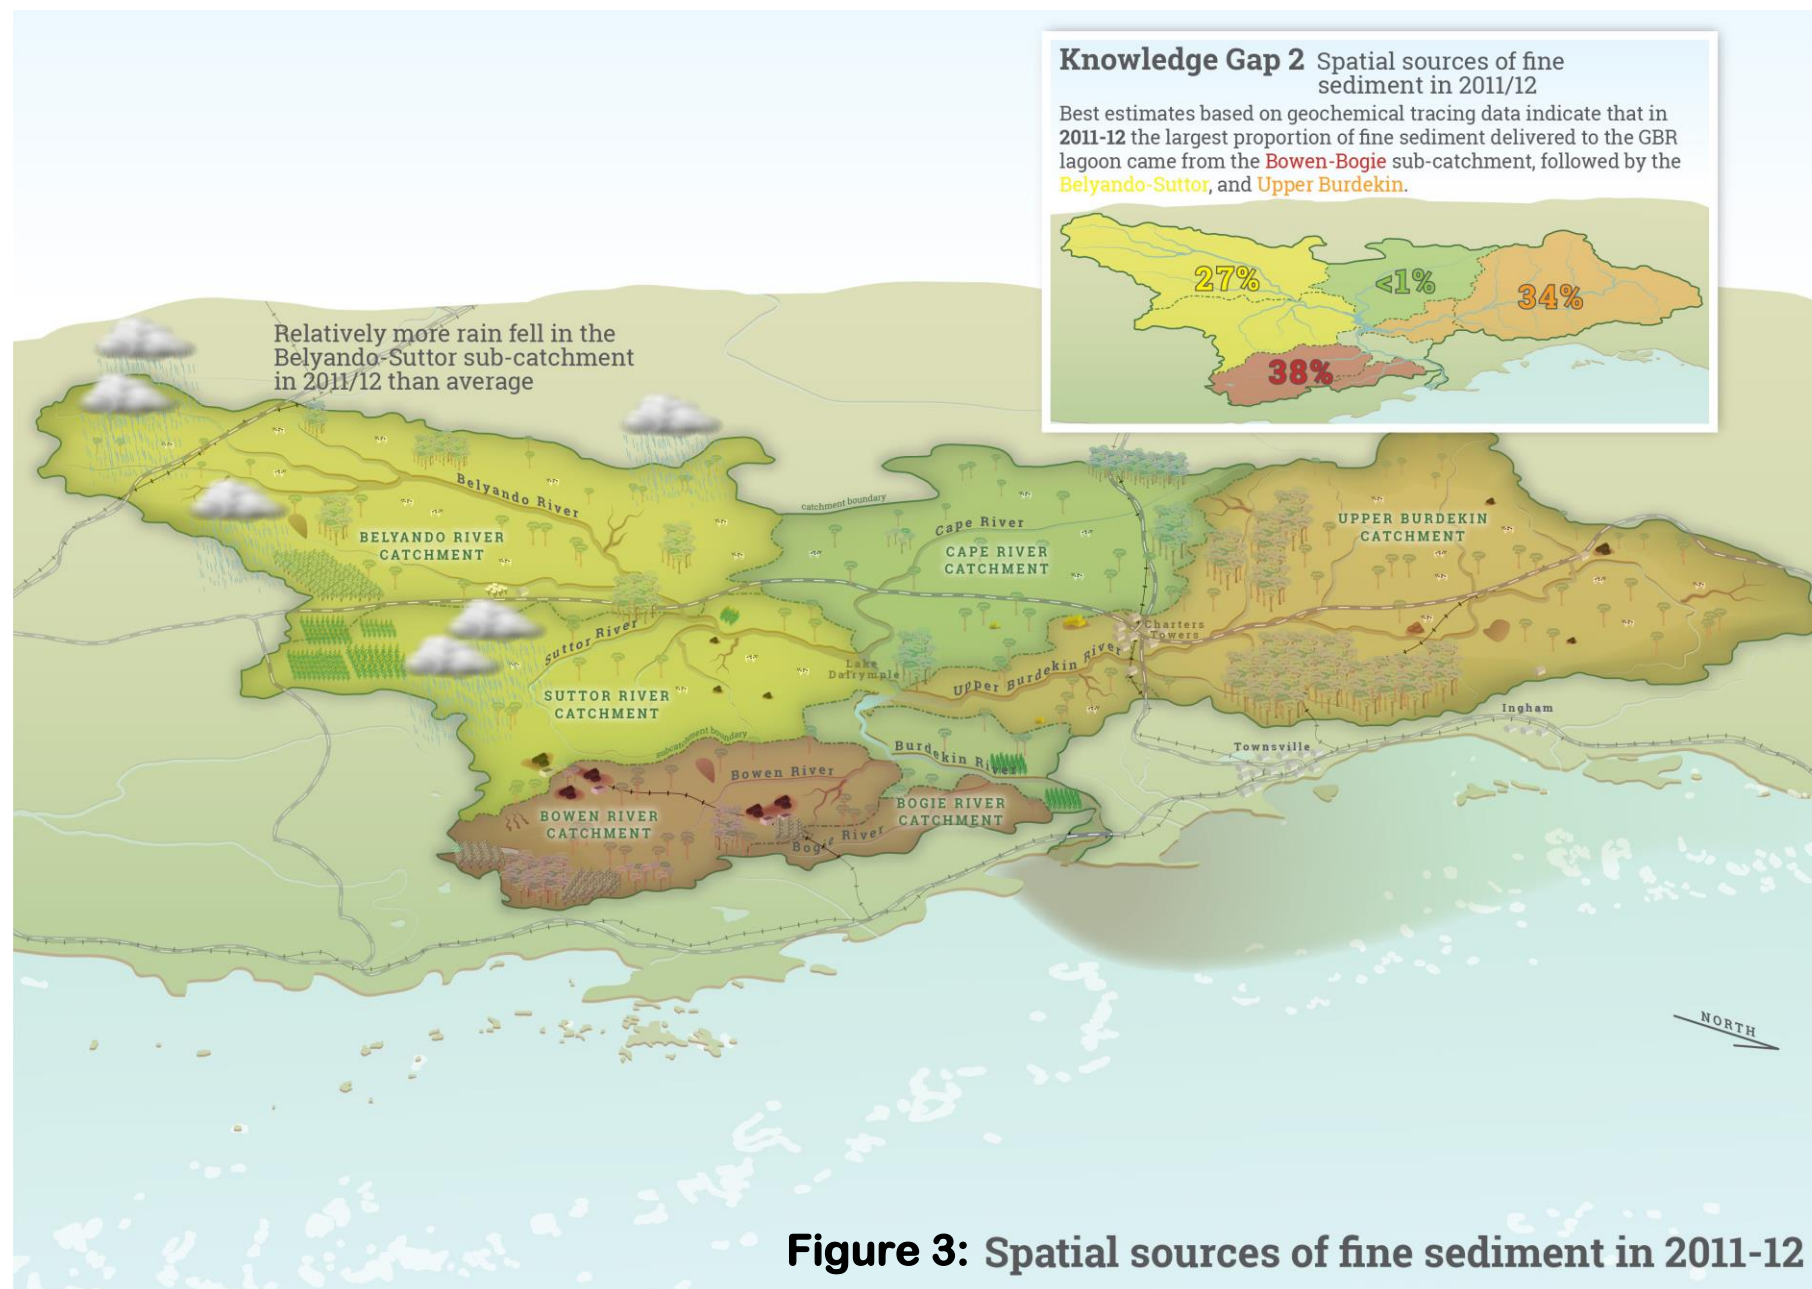 Knowledge Gap 2 Spatial sources of fine
sediment in 2011/12
Best estimates based on geochemical tracing data indicate that in
2011-12 the largest proportion of fine sediment delivered to the GBR
lagoon came from the Bowen-Bogie sub-catchment, followed by the
Belyando-Suttor, and Upper Burdekin.
27%
<1%
34%
38%
Relatively more rain fell in the
Belyando-Suttor sub-catchment
in 2011/12 than average
Belyando River
catchment boundary
Cape River
BELYANDO RIVER
CATCHMENT
CAPE RIVER
CATCHMENT
UPPER BURDEKIN
CATCHMENT
Suttor River
Charters
Towers
Lake
Dalrymple
Upper Burdekin River
SUTTOR RIVER
CATCHMENT
subcatchment boundary
Burdekin River
Ingham
Townsville
Bowen River
BOWEN RIVER
CATCHMENT
BOGIE RIVER
CATCHMENT
Bogie River
NORTH
Figure 3: Spatial sources of fine sediment in 2011-12